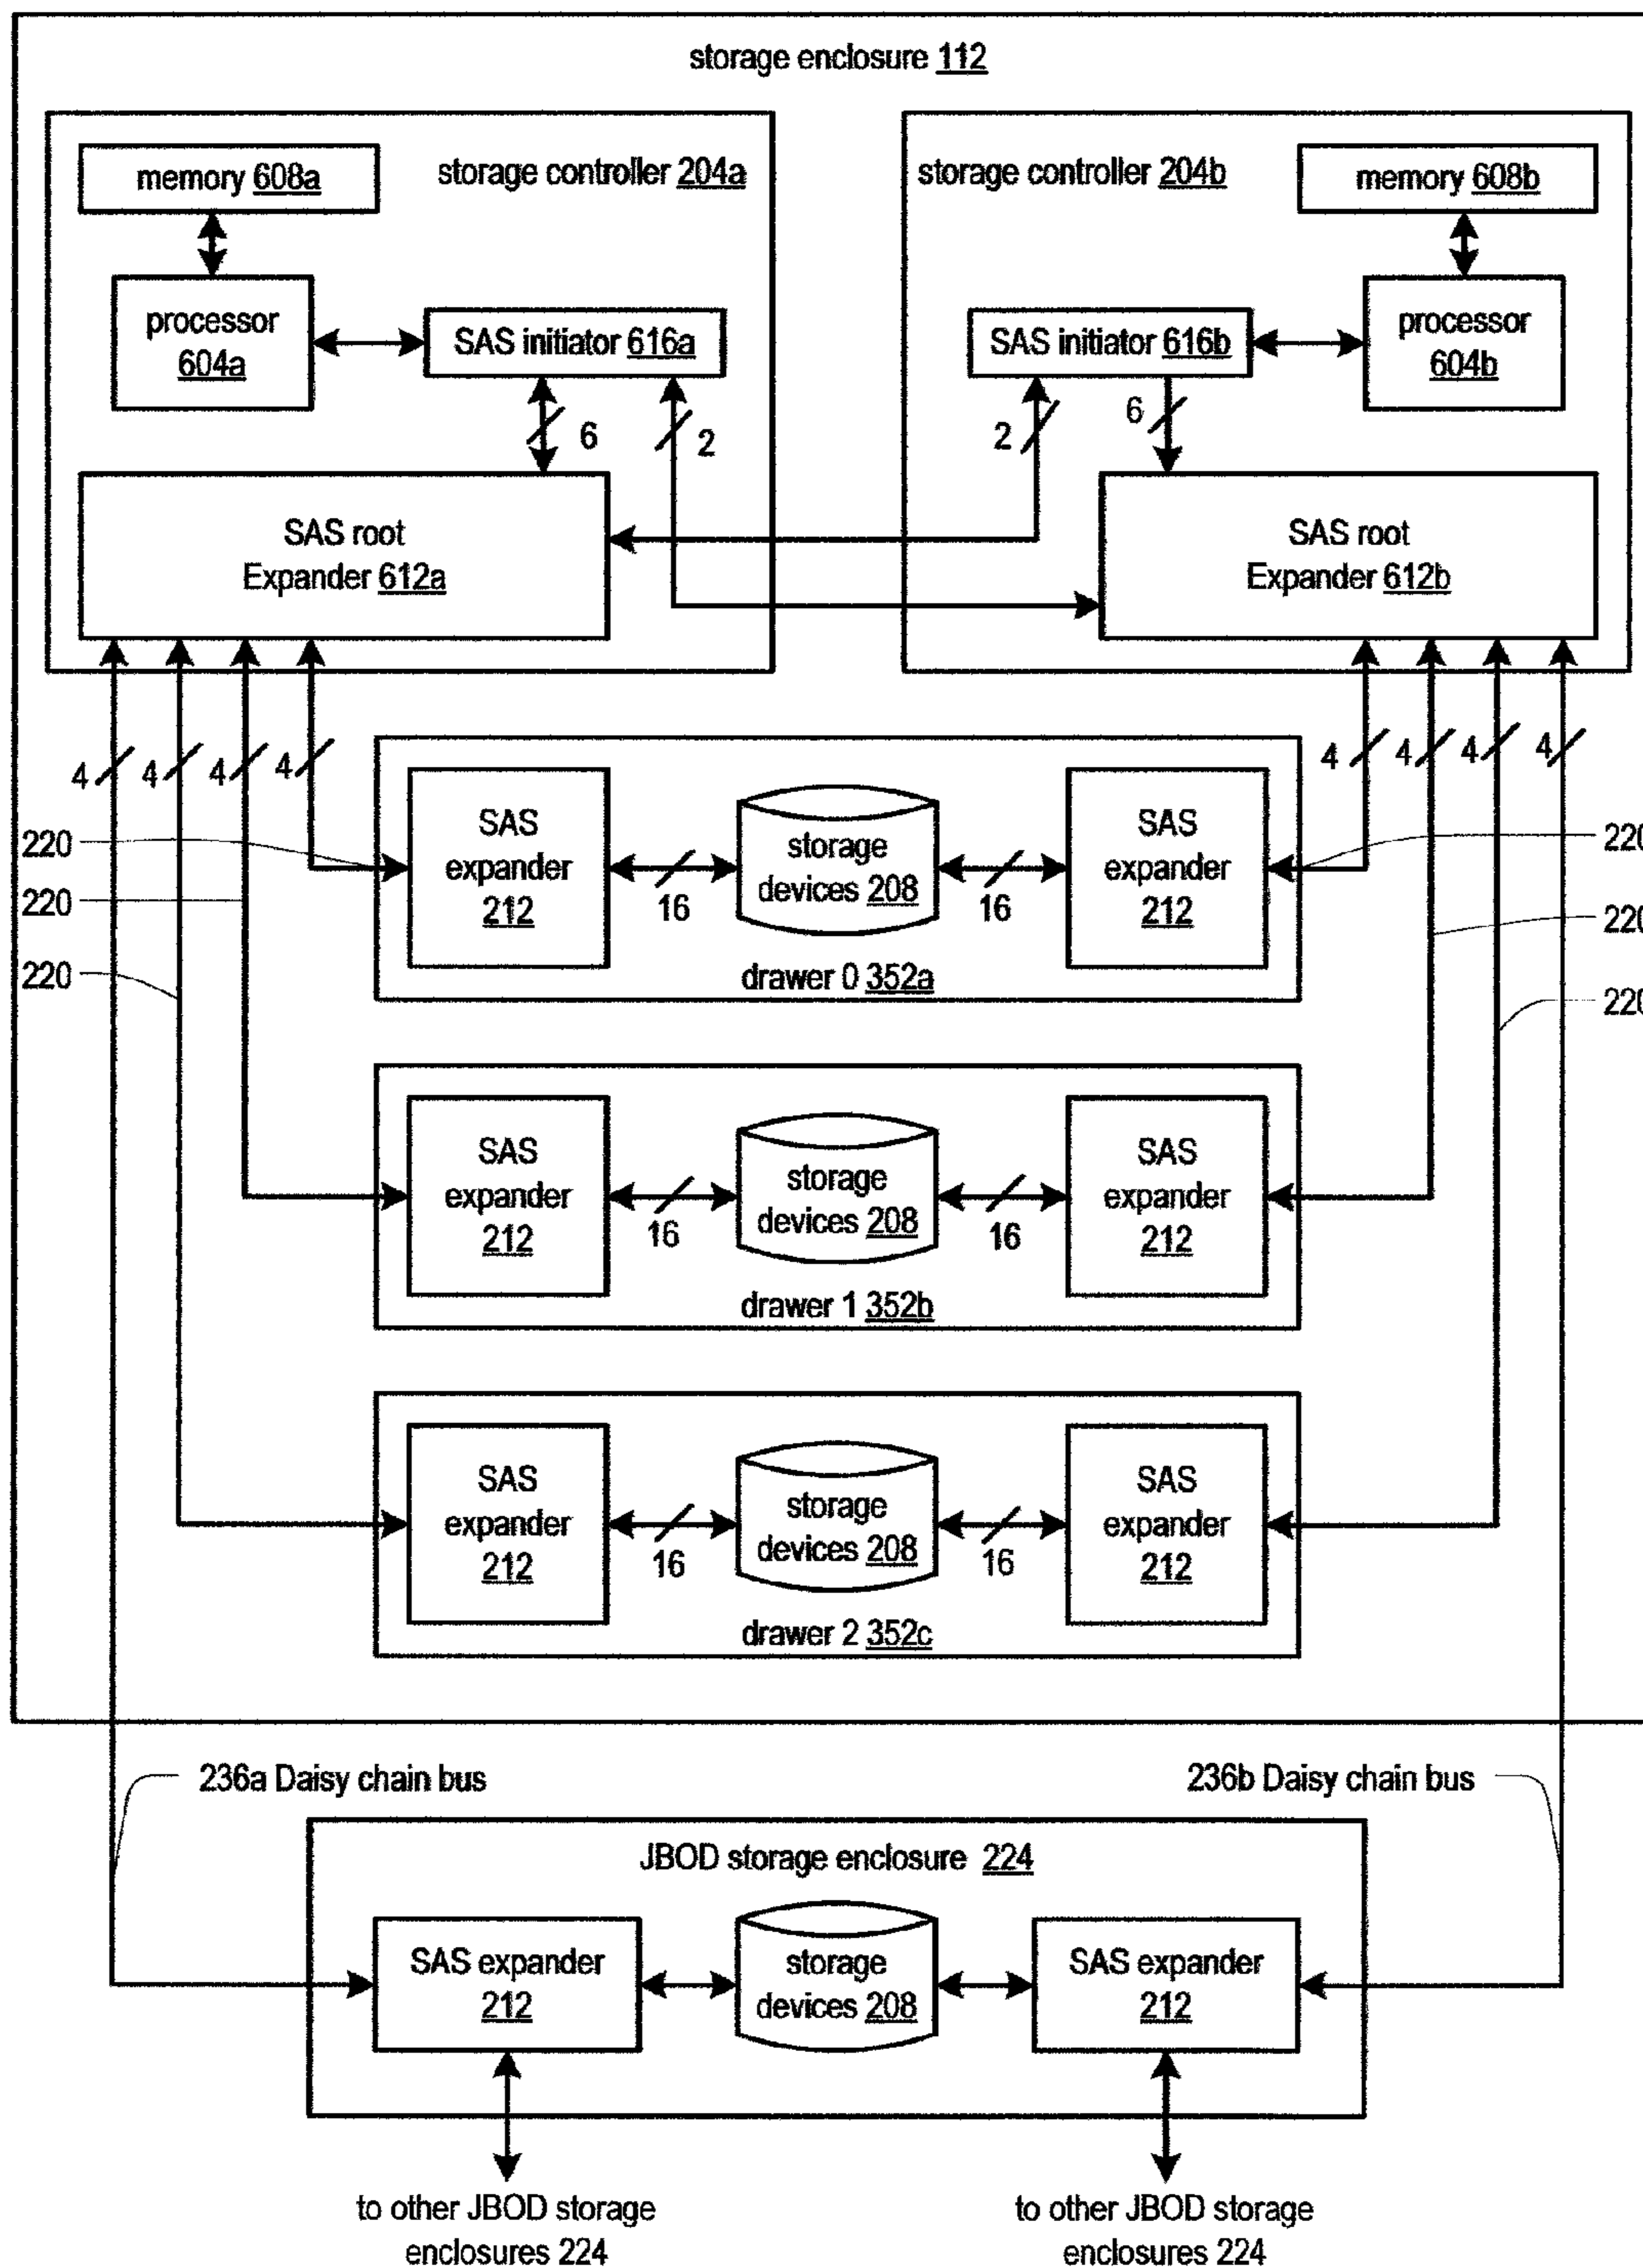 storage enclosure 112
memory 608a
storage controller 204a
storage controller 204b
memory 608b
processor
604a
SAS initiator 616a
SAS initiator 616b
processor
604b
6
2
2
6
SAS root
Expander 612a
SAS root
Expander 612b
4
4
4
4
4
4
4
4
220
220
220
SAS
expander
212
16
storage
devices 208
16
SAS
expander
212
drawer 0 352a
220
220
220
SAS
expander
212
16
storage
devices 208
16
SAS
expander
212
drawer 1 352b
SAS
expander
212
16
storage
devices 208
16
SAS
expander
212
drawer 2 352c
236a Daisy chain bus
236b Daisy chain bus
JBOD storage enclosure 224
SAS expander
212
storage
devices 208
SAS expander
212
to other JBOD storage
enclosures 224
to other JBOD storage
enclosures 224